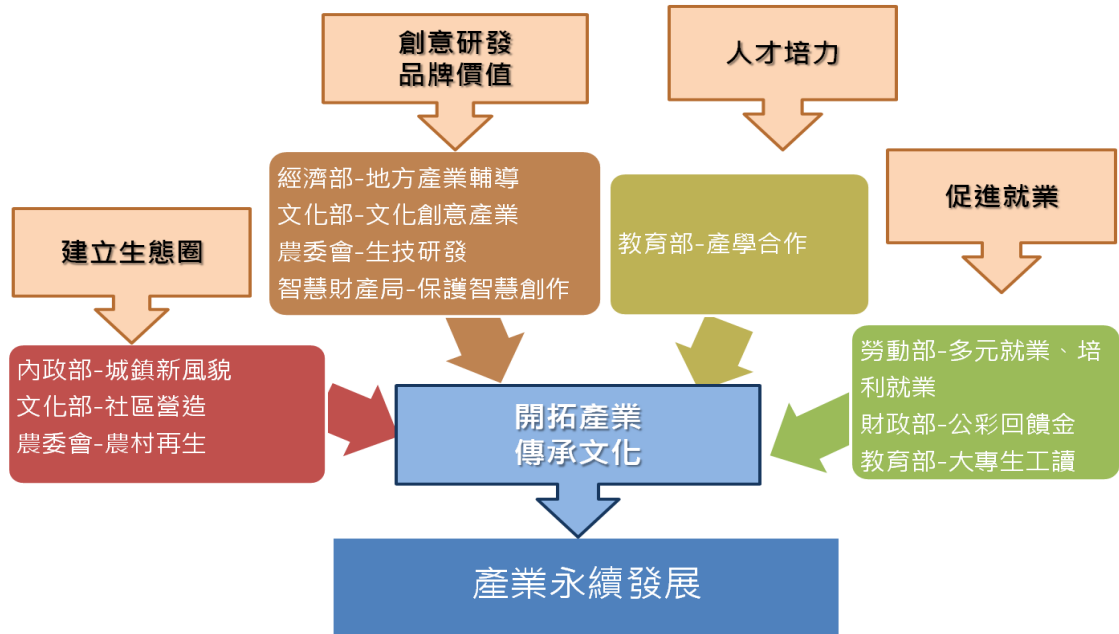 建立生態圈
內政部-城鎮新風貌
文化部-社區營造
農委會-農村再生
創意研發
品牌價值
經濟部-地方產業輔導
文化部-文化創意產業
農委會-生技研發
智慧財產局-保護智慧創作
人才培力
教育部-產學合作
促進就業
勞動部-多元就業、培
利就業
財政部-公彩回饋金
教育部-大專生工讀
開拓產業
傳承文化
產業永續發展